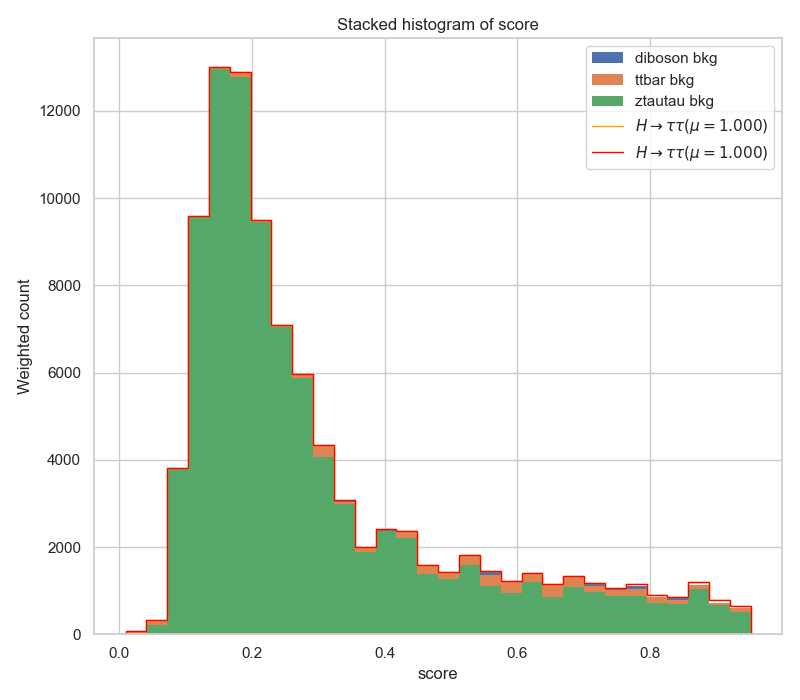 Stacked histogram of score
diboson bkg
ttbar bkg
ztautau bkg
H → ττ(μ = 1.000)
H → ττ(μ = 1.000)
12000
10000
8000
6000
4000
2000
0
Weighted count
0.0 0.2 0.4 0.6 0.8
score